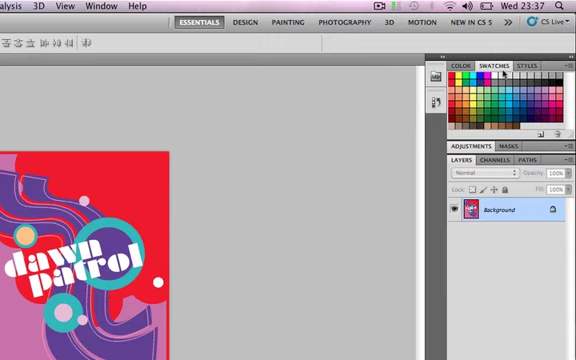 alysis 3D View Window Help Wed 23:37
ESSENTIALS DESIGN PAINTING PHOTOGRAPHY 3D MOTION NEW IN CS 5 CS Live
COLOR SWATCHES STYLES
ADJUSTMENTS MASKS
LAYERS CHANNELS PATHS
Normal Opacity: 100%
Lock: Fill: 100%
Background
dawn
patrol